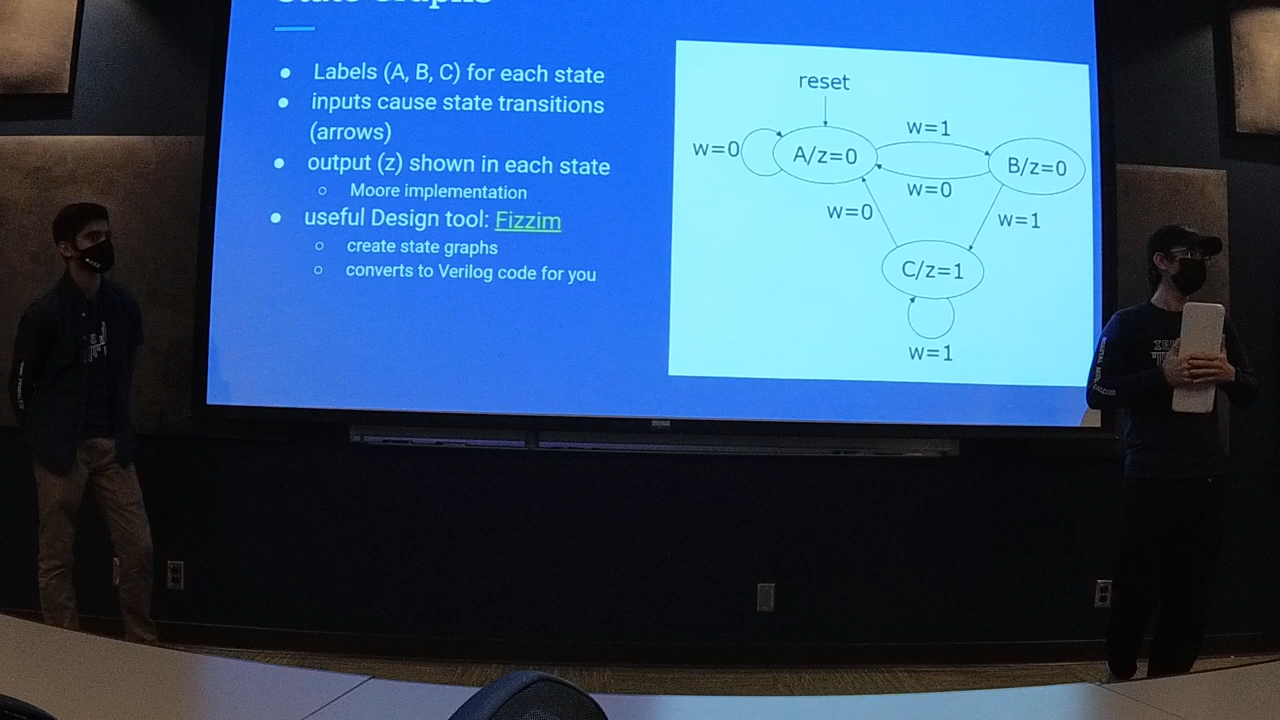 State Graphs
Labels (A, B, C) for each state
inputs cause state transitions
(arrows)
output (z) shown in each state
Moore implementation
useful Design tool: Fizzim
create state graphs
converts to Verilog code for you
reset
w=1
w=0
A/z=0
B/z=0
w=0
w=0
w=1
C/z=1
w=1